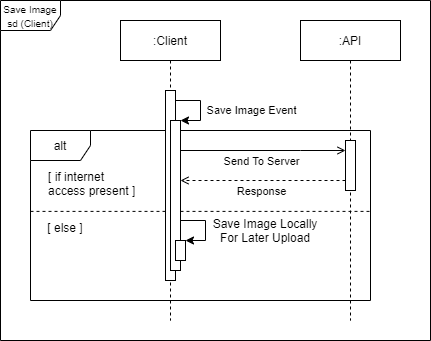 Save Image
sd (Client)
:Client
:API
Save Image Event
alt
Send To Server
[ if internet
access present ]
Response
[ else ]
Save Image Locally
For Later Upload